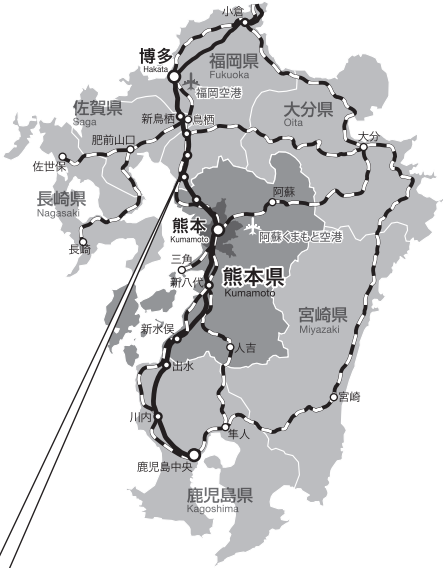 小倉
博多
Hakata
福岡県
Fukuoka
福岡空港
佐賀県
Saga
新鳥栖
鳥栖
大分県
Oita
肥前山口
大分
佐世保
長崎県
Nagasaki
阿蘇
熊本
Kumamoto
阿蘇くまもと空港
長崎
三角
熊本県
Kumamoto
新八代
宮崎県
Miyazaki
新水俣
人吉
出水
宮崎
川内
隼人
鹿児島中央
鹿児島県
Kagoshima